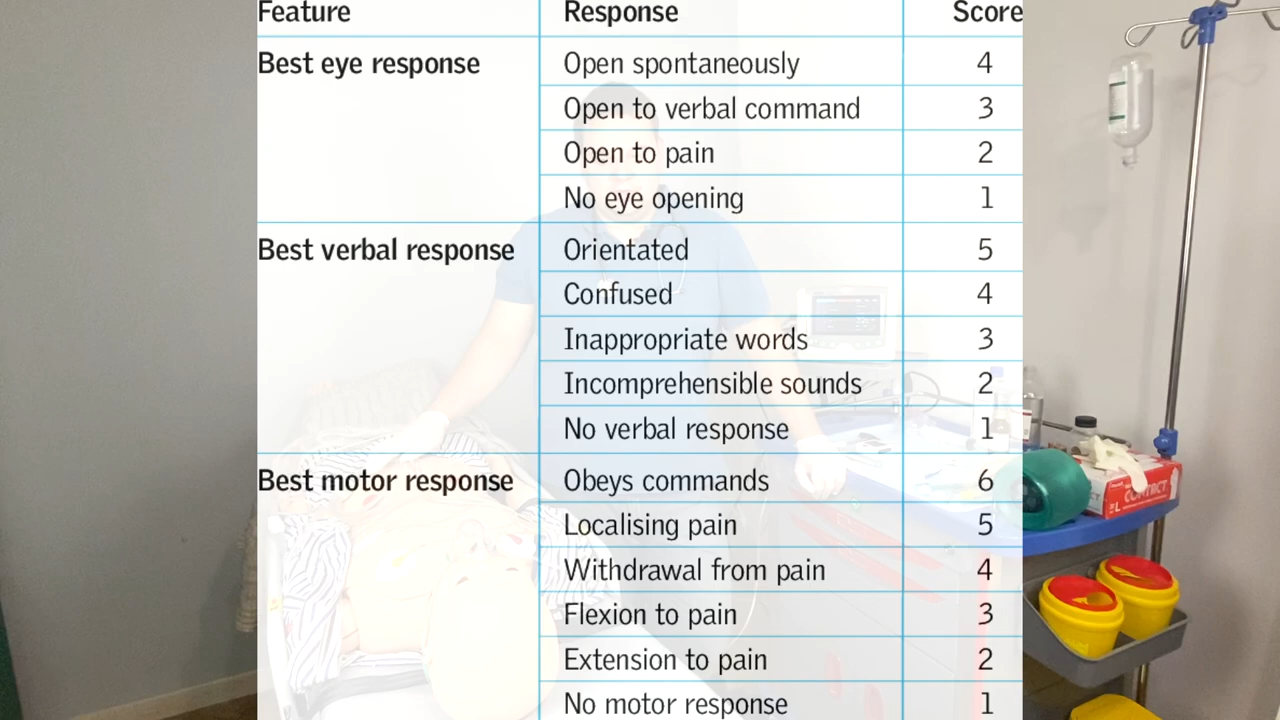 Feature Response Score
Best eye response Open spontaneously 4
Open to verbal command 3
Open to pain 2
No eye opening 1
Best verbal response Orientated 5
Confused 4
Inappropriate words 3
Incomprehensible sounds 2
No verbal response 1
Best motor response Obeys commands 6
Localising pain 5
Withdrawal from pain 4
Flexion to pain 3
Extension to pain 2
No motor response 1
CONTACT
L